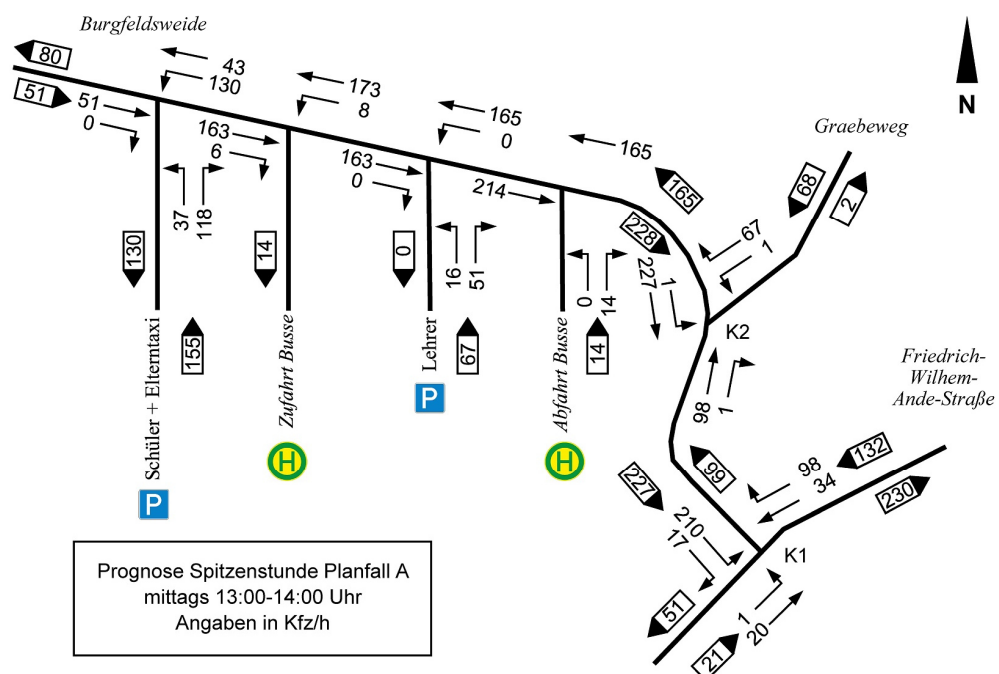 Burgfeldsweide
80
51
43
130
51
0
173
8
163
6
165
0
163
0
165
214
165
228
Graebeweg
68
2
N
67
1
227
1
37
118
16
51
0
14
130
14
0
155
67
14
Schüler + Elterntaxi
Zufahrt Busse
Lehrer
Abfahrt Busse
P
H
P
H
K2
98
1
Friedrich-
Wilhem-
Ande-Straße
99
227
98
34
132
230
210
17
K1
51
21
1
20
Prognose Spitzenstunde Planfall A
mittags 13:00-14:00 Uhr
Angaben in Kfz/h